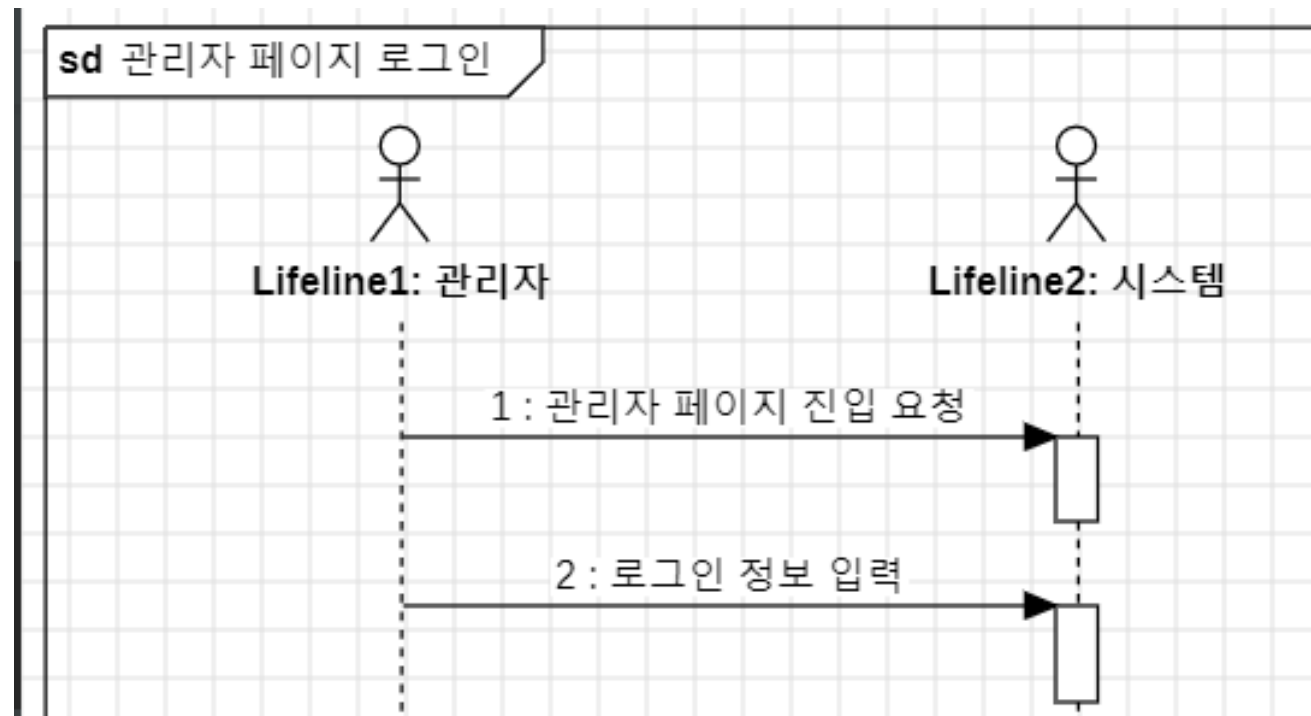 sd 관리자 페이지 로그인
Lifeline1: 관리자
Lifeline2: 시스템
1 : 관리자 페이지 진입 요청
2 : 로그인 정보 입력